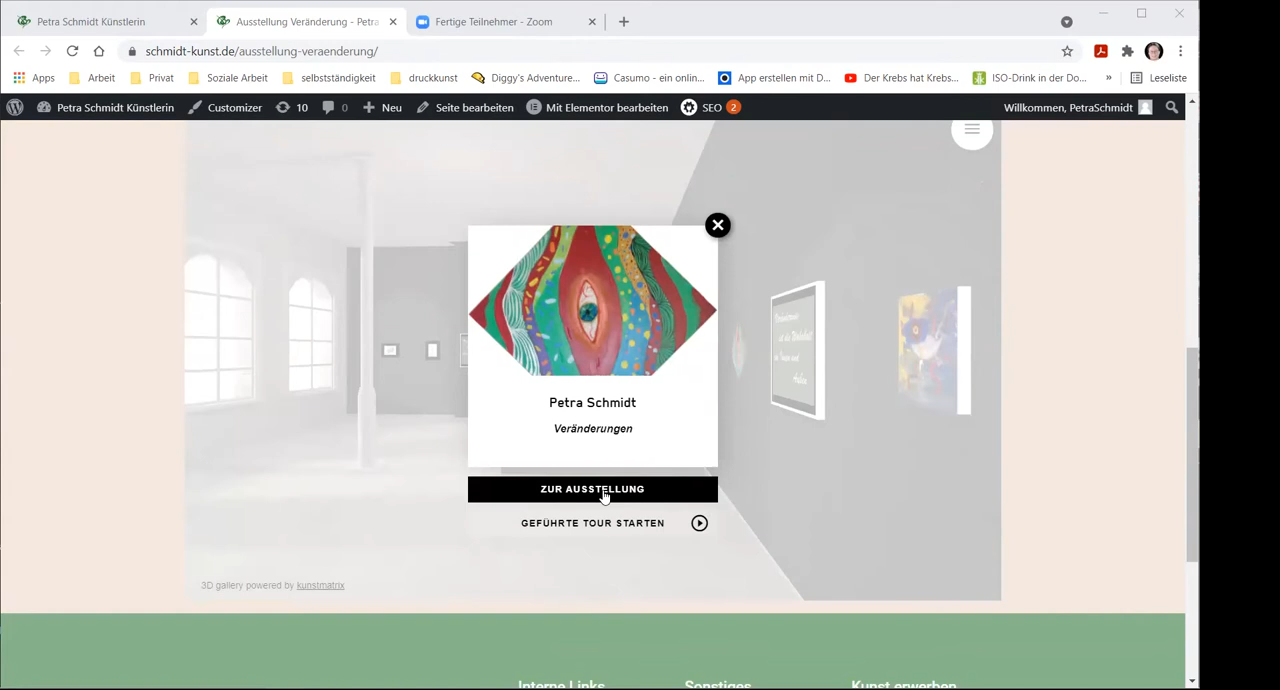 Petra Schmidt Künstlerin
Ausstellung Veränderung - Petra
Fertige Teilnehmer - Zoom
schmidt-kunst.de/ausstellung-veraenderung/
Apps Arbeit Privat Soziale Arbeit selbstständigkeit druckkunst Diggy's Adventure... Casumo - ein onlin... App erstellen mit D... Der Krebs hat Krebs... ISO-Drink in der Do... » Leseliste
Petra Schmidt Künstlerin Customizer 10 0 Neu Seite bearbeiten Mit Elementor bearbeiten SEO 2 Willkommen, PetraSchmidt
Petra Schmidt
Veränderungen
ZUR AUSSTELLUNG
GEFÜHRTE TOUR STARTEN
3D gallery powered by kunstmatrix
Interne Links Sonstiges Kunst erwerben